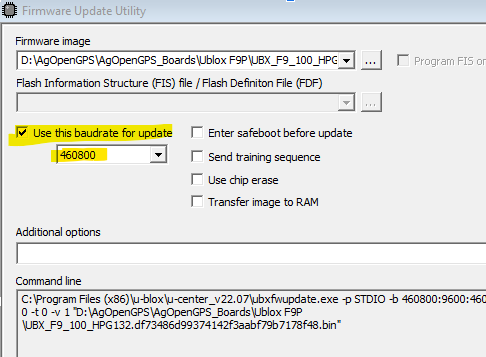 Firmware Update Utility
Firmware image
D:\AgOpenGPS\AgOpenGPS_Boards\Ublox F9P\UBX_F9_100_HPG
...
Program FIS on
Flash Information Structure (FIS) file / Flash Definiton File (FDF)
...
Use this baudrate for update
Enter safeboot before update
460800
Send training sequence
Use chip erase
Transfer image to RAM
Additional options
Command line
C:\Program Files (x86)\u-blox\u-center_v22.07\ubxfwupdate.exe -p STDIO -b 460800:9600:460
0 -t 0 -v 1 "D:\AgOpenGPS\AgOpenGPS_Boards\Ublox F9P
\UBX_F9_100_HPG132.df73486d99374142f3aabf79b7178f48.bin"